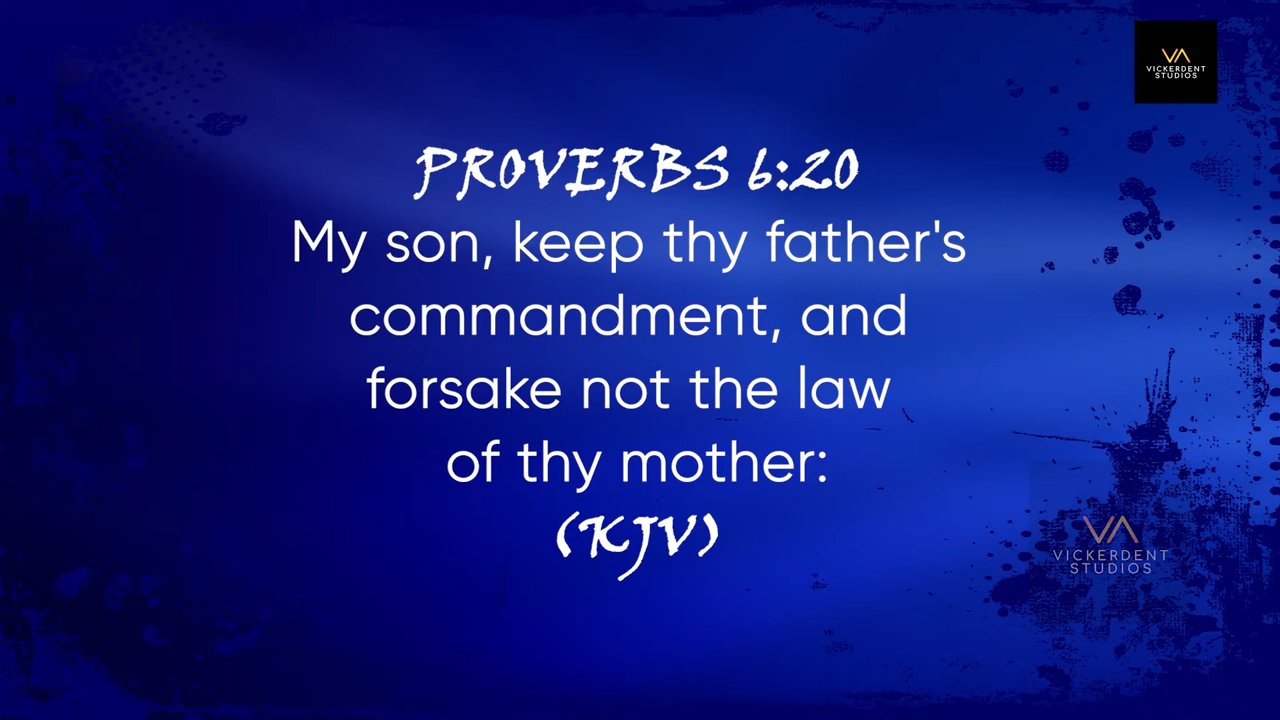 VICKERDENT
STUDIOS
PROVERBS 6:20
My son, keep thy father's
commandment, and
forsake not the law
of thy mother:
(KJV)
VICKERDENT
STUDIOS